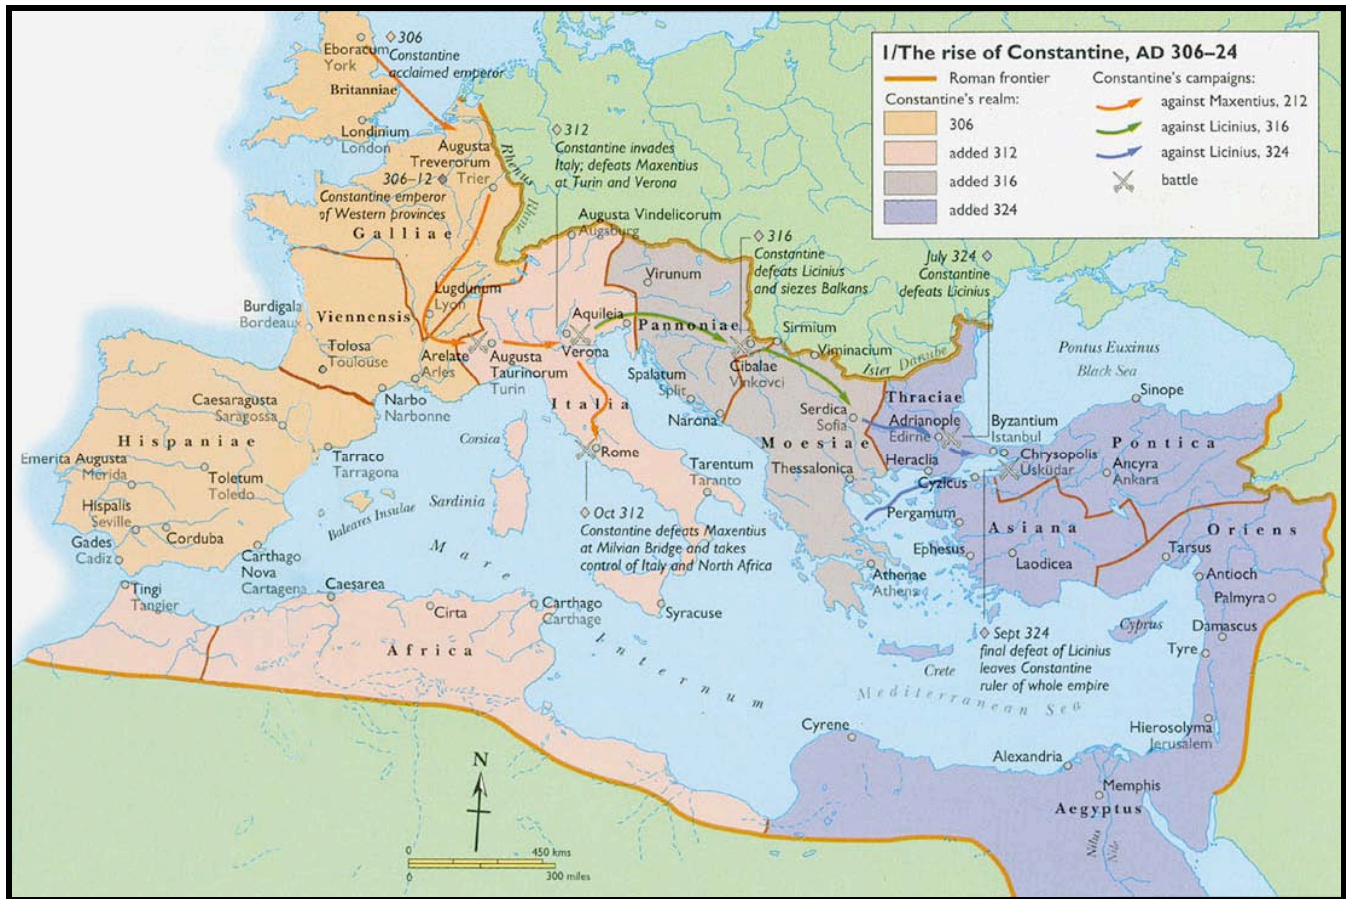 1/The rise of Constantine, AD 306–24
Roman frontier
Constantine's realm:
306
added 312
added 316
added 324
Constantine's campaigns:
against Maxentius, 212
against Licinius, 316
against Licinius, 324
battle
306
Constantine
acclaimed emperor
Eboracum
York
Britanniae
Londinium
London
Augusta
Treverorum
Trier
306–12
Constantine emperor
of Western provinces
Galliae
Rhenus
Rhine
312
Constantine invades
Italy; defeats Maxentius
at Turin and Verona
Augusta Vindelicorum
Augsburg
316
Constantine
defeats Licinius
and siezes Balkans
July 324
Constantine
defeats Licinius
Virunum
Burdigala
Bordeaux
Viennensis
Lugdunum
Lyon
Tolosa
Toulouse
Arelate
Arles
Augusta
Taurinorum
Turin
Aquileia
Verona
Pannoniae
Sirmium
Viminacium
Cibalae
Vinkovci
Ister Danube
Pontus Euxinus
Black Sea
Sinope
Spalatum
Split
Narona
Serdica
Sofia
Thraciae
Adrianople
Edirne
Byzantium
Istanbul
Chrysopolis
Usküdar
Pontica
Ancyra
Ankara
Caesaragusta
Saragossa
Narbo
Narbonne
Italia
Corsica
Hispaniae
Emerita Augusta
Merida
Toletum
Toledo
Tarraco
Tarragona
Rome
Moesiae
Thessalonica
Heraclia
Cyzicus
Tarentum
Taranto
Sardinia
Baleares Insulae
Hispalis
Seville
Corduba
Gades
Cadiz
Carthago
Nova
Cartagena
Oct 312
Constantine defeats Maxentius
at Milvian Bridge and takes
control of Italy and North Africa
Pergamum
Asiana
Oriens
Ephesus
Laodicea
Tarsus
Antioch
Palmyra
Athenae
Athens
Tingi
Tangier
Caesarea
Cirta
Carthago
Carthage
Syracuse
Africa
Mare
Internum
Mediterranean Sea
Crete
Cyprus
Sept 324
final defeat of Licinius
leaves Constantine
ruler of whole empire
Damascus
Tyre
Cyrene
Hierosolyma
Jerusalem
Alexandria
Memphis
Aegyptus
Nilus
Nile
N
0
450 kms
0
300 miles